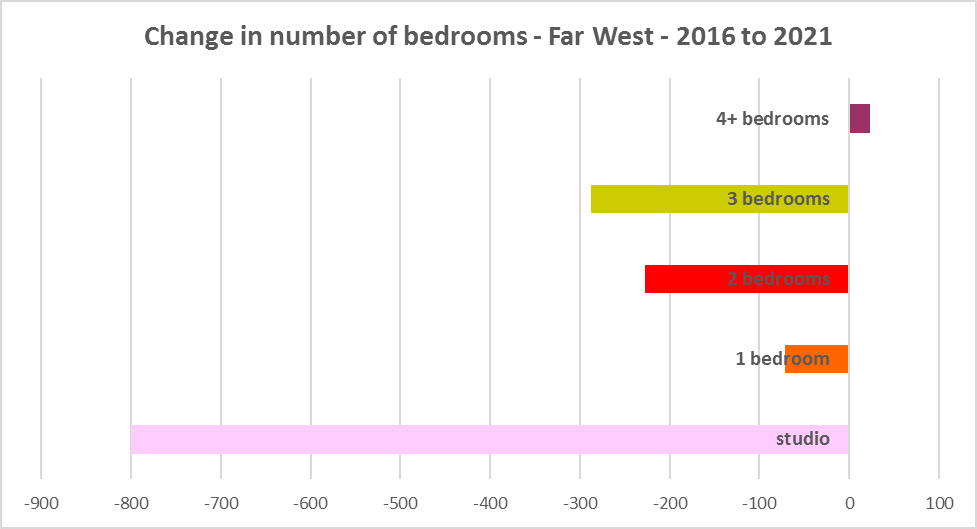 Change in number of bedrooms - Far West - 2016 to 2021
4+ bedrooms
3 bedrooms
2 bedrooms
1 bedroom
studio
-900 -800 -700 -600 -500 -400 -300 -200 -100 0 100